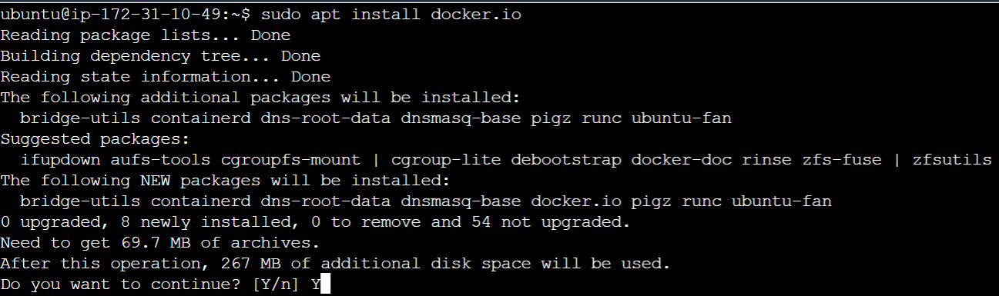 ubuntu@ip-172-31-10-49:~$ sudo apt install docker.io
Reading package lists... Done
Building dependency tree... Done
Reading state information... Done
The following additional packages will be installed:
  bridge-utils containerd dns-root-data dnsmasq-base pigz runc ubuntu-fan
Suggested packages:
  ifupdown aufs-tools cgroupfs-mount | cgroup-lite debootstrap docker-doc rinse zfs-fuse | zfsutils
The following NEW packages will be installed:
  bridge-utils containerd dns-root-data dnsmasq-base docker.io pigz runc ubuntu-fan
0 upgraded, 8 newly installed, 0 to remove and 54 not upgraded.
Need to get 69.7 MB of archives.
After this operation, 267 MB of additional disk space will be used.
Do you want to continue? [Y/n] Y